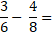 3/6 - 4/8 =